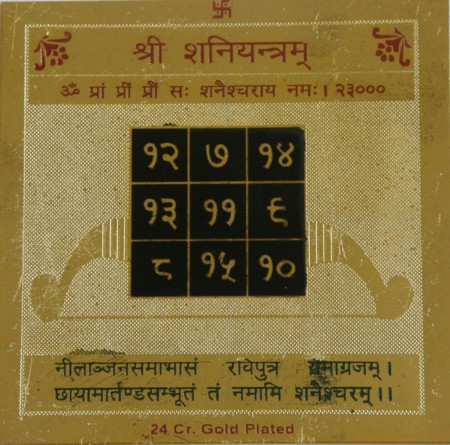 श्री शनियन्त्रम्
ॐ प्रां प्रीं प्रौं सः शनैश्चराय नमः। २३०००
१२ ७ १४
१३ ११ ९
८ १५ १०
नीलाञ्जनसमाभासं रविपुत्र यमाग्रजम्।
छायामार्तण्डसम्भूतं तं नमामि शनैश्चरम्।।
24 Cr. Gold Plated